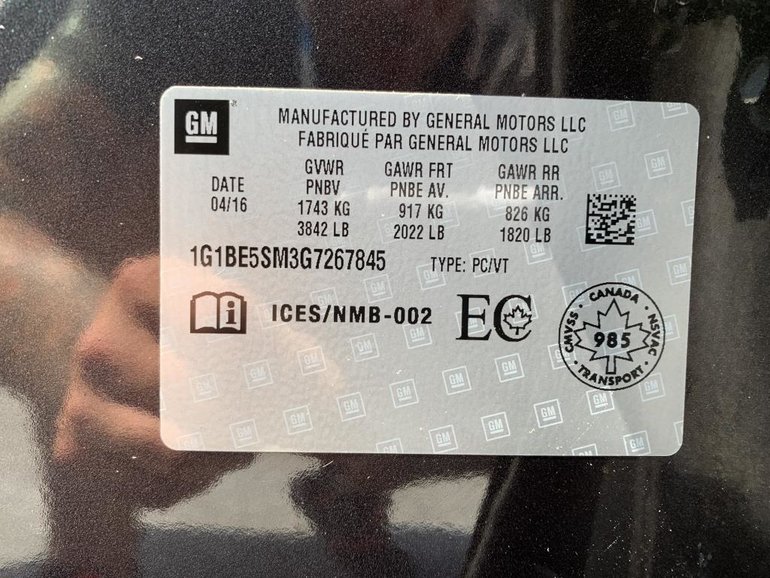 GM
MANUFACTURED BY GENERAL MOTORS LLC
FABRIQUÉ PAR GENERAL MOTORS LLC
DATE
04/16
GVWR
PNBV
1743 KG
3842 LB
GAWR FRT
PNBE AV.
917 KG
2022 LB
GAWR RR
PNBE ARR.
826 KG
1820 LB
1G1BE5SM3G7267845 TYPE: PC/VT
i ICES/NMB-002 EC
CANADA
CMVSS · NSVAC
985
· TRANSPORT ·